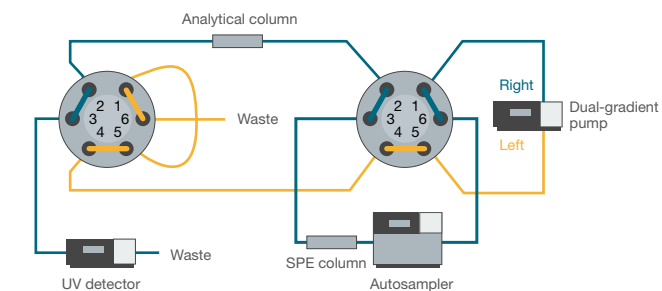 Analytical column
Right
Dual-gradient
pump
2 1
3 6
4 5
Waste
2 1
3 6
4 5
Left
Waste
SPE column
UV detector
Autosampler